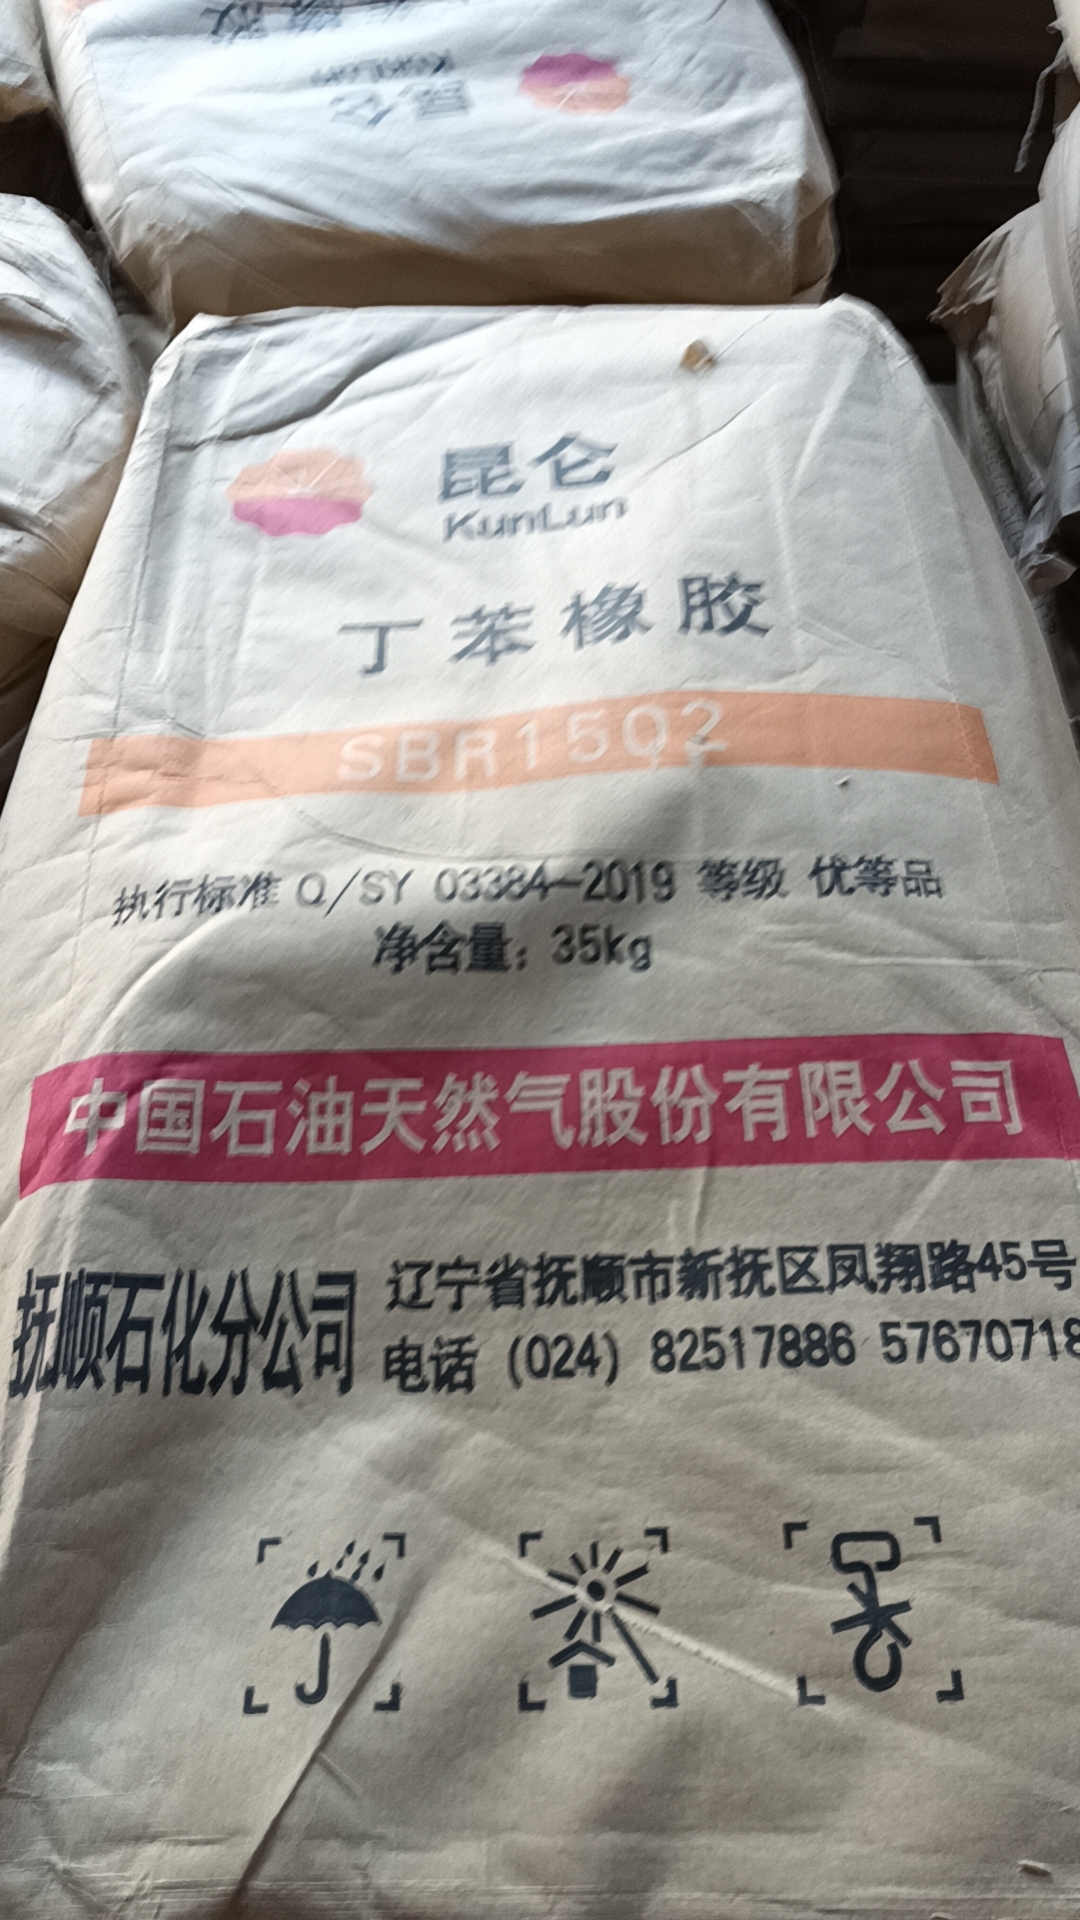 昆仑
KunLun
昆仑
KunLun
丁苯橡胶
SBR1502
执行标准 Q/SY 03384-2019 等级 优等品
净含量：35kg
中国石油天然气股份有限公司
抚顺石化分公司
辽宁省抚顺市新抚区凤翔路45号
电话 (024) 82517886 57670718